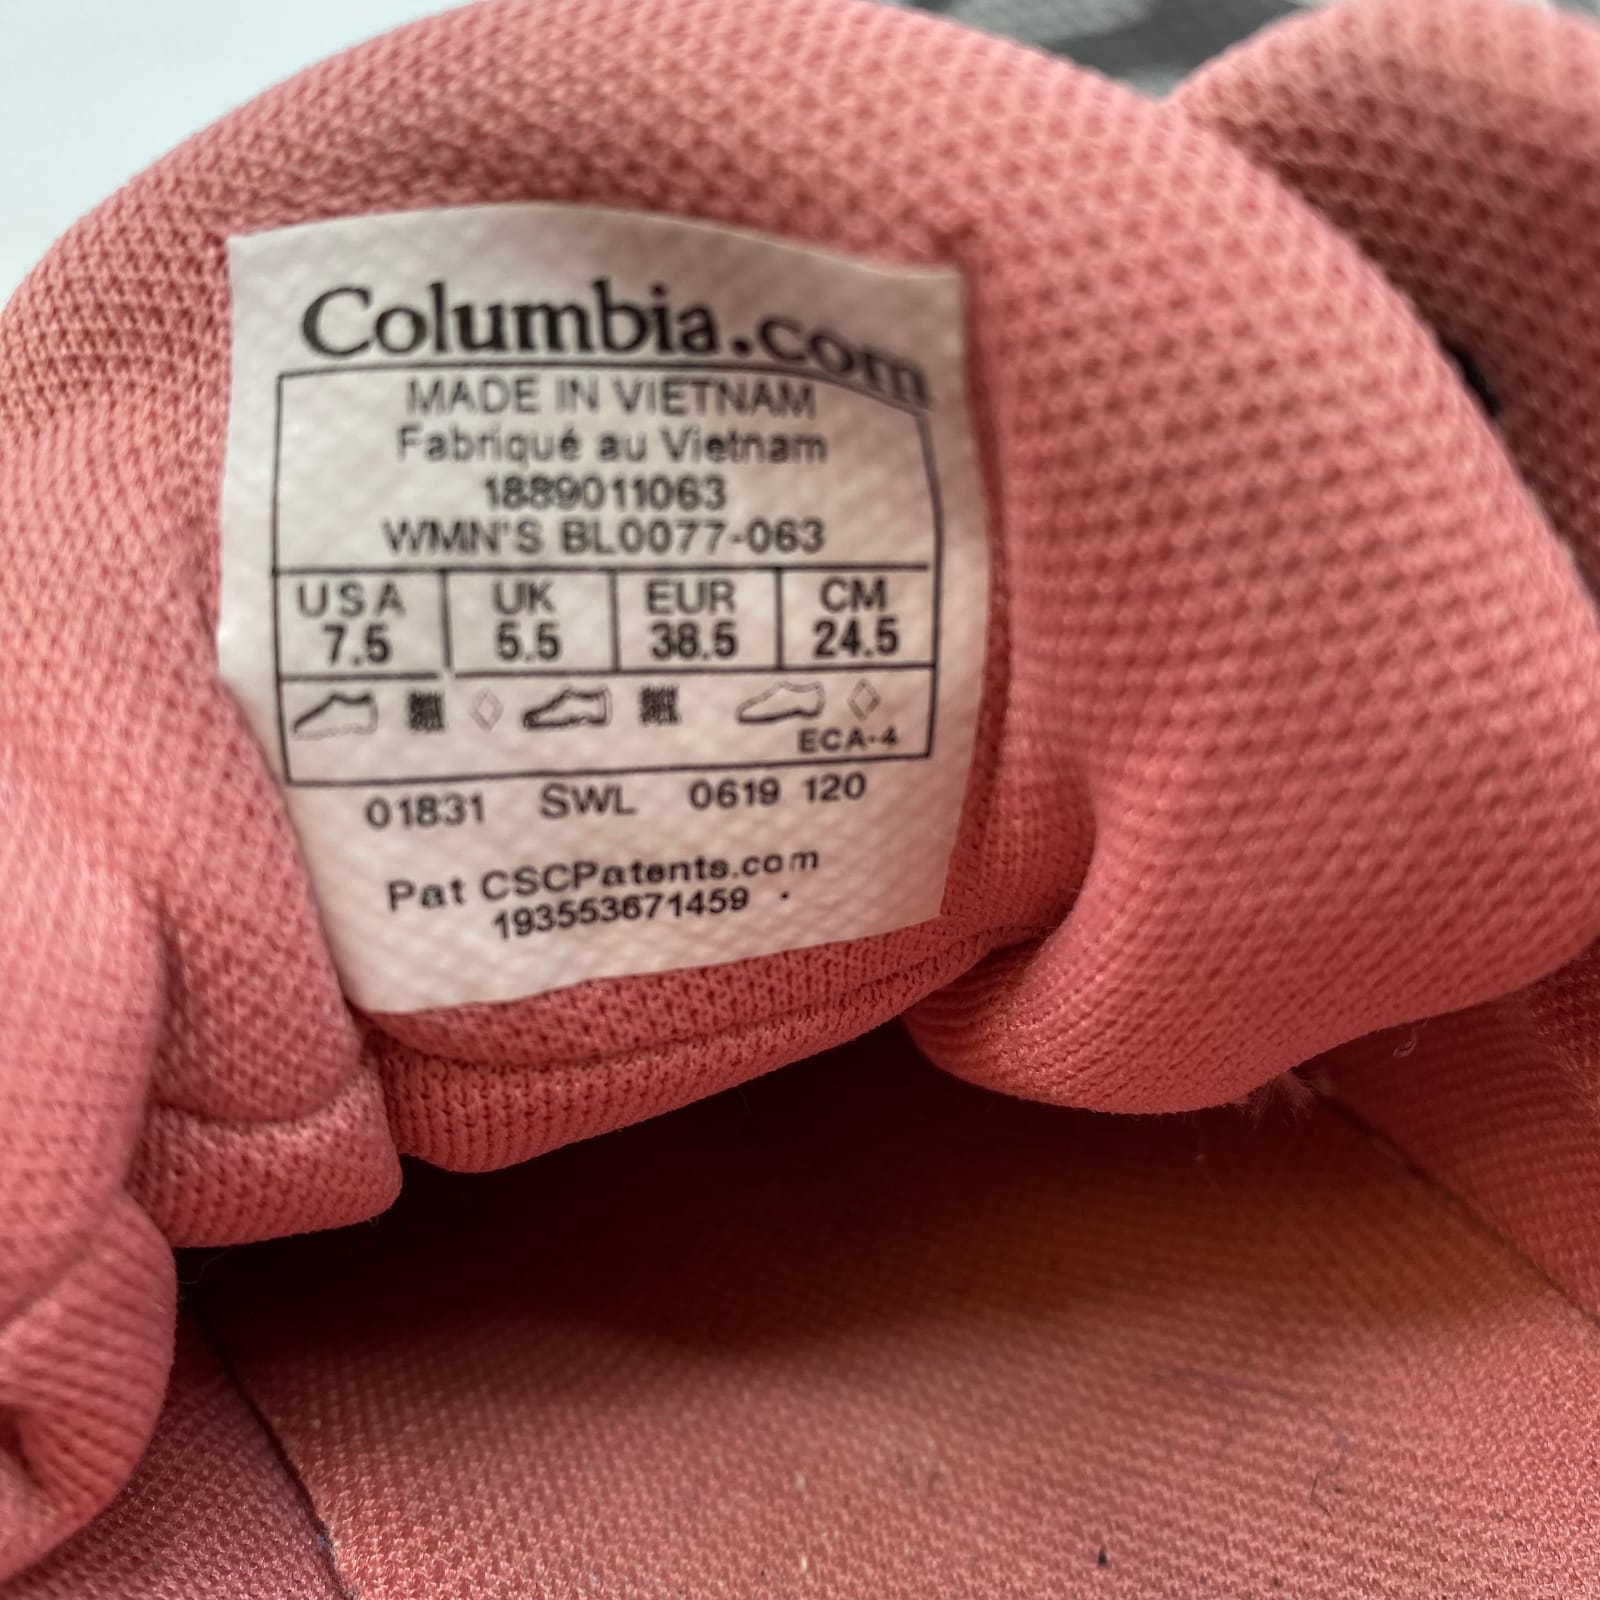 Columbia.com
MADE IN VIETNAM
Fabriqué au Vietnam
1889011063
WMN'S BL0077-063
USA UK EUR CM
7.5 5.5 38.5 24.5
ECA-4
01831 SWL 0619 120
Pat CSCPatents.com
193553671459